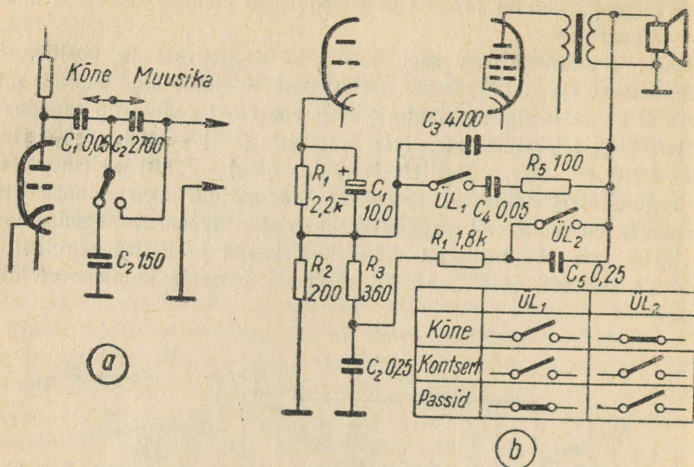 Kõne Muusika
C₁ 0,05 C₂ 2700
C₂ 150
a
R₁
2,2k
+
-
C₁
10,0
R₂
200
R₃
360
C₂ 0,25
C₃ 4700
ÜL₁
C₄ 0,05
R₅ 100
R₁ 1,8k
ÜL₂
C₅ 0,25
ÜL₁ ÜL₂
Kõne
Kontsert
Passid
b